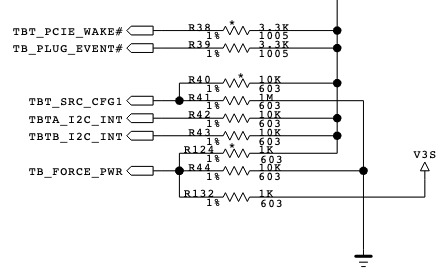 TBT_PCIE_WAKE# R38 * 3.3K
1% 1005
TB_PLUG_EVENT# R39 3.3K
1% 1005
R40 * 10K
1% 603
TBT_SRC_CFG1 R41 1M
1% 603
TBTA_I2C_INT R42 10K
1% 603
TBTB_I2C_INT R43 10K
1% 603
R124 * 1K
1% 603
V3S
TB_FORCE_PWR R44 10K
1% 603
R132 1K
1% 603